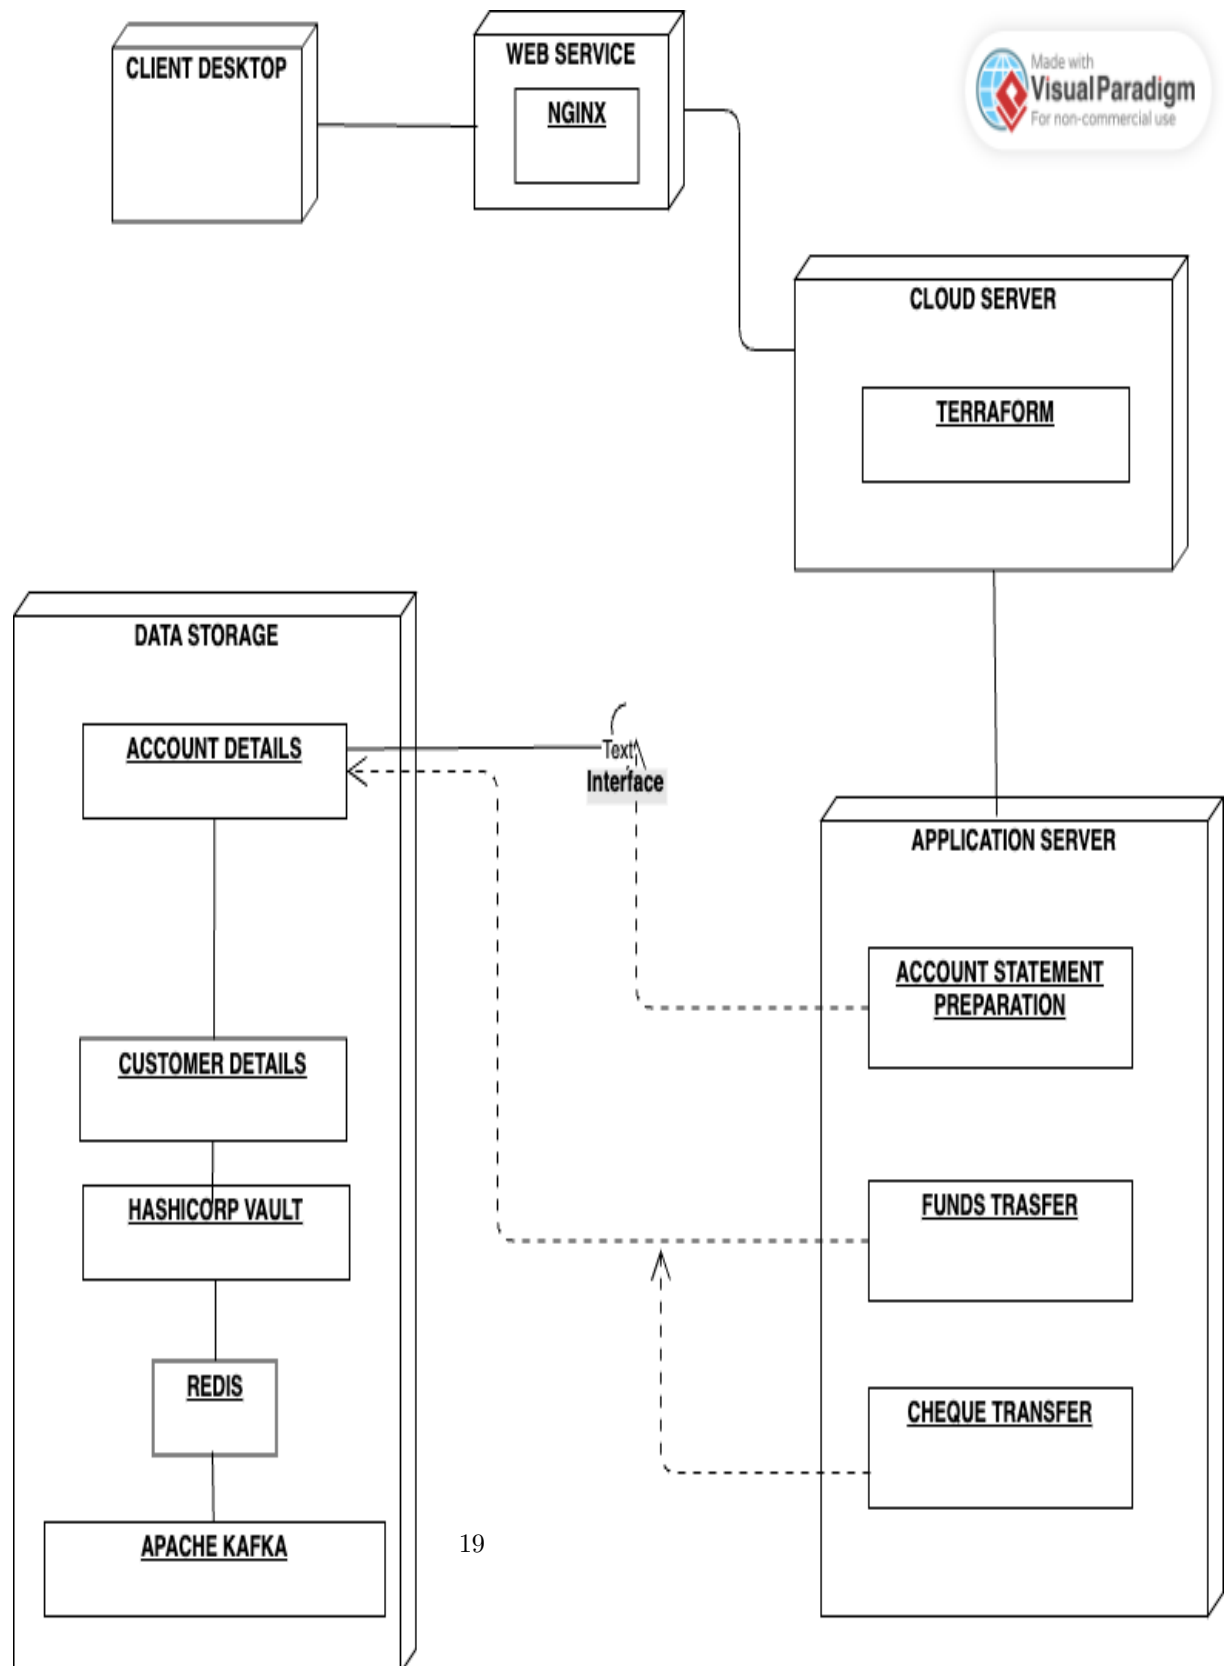 CLIENT DESKTOP
WEB SERVICE
NGINX
Made with
Visual Paradigm
For non-commercial use
CLOUD SERVER
TERRAFORM
DATA STORAGE
ACCOUNT DETAILS
Text
Interface
APPLICATION SERVER
ACCOUNT STATEMENT
PREPARATION
CUSTOMER DETAILS
HASHICORP VAULT
FUNDS TRASFER
REDIS
CHEQUE TRANSFER
APACHE KAFKA
19